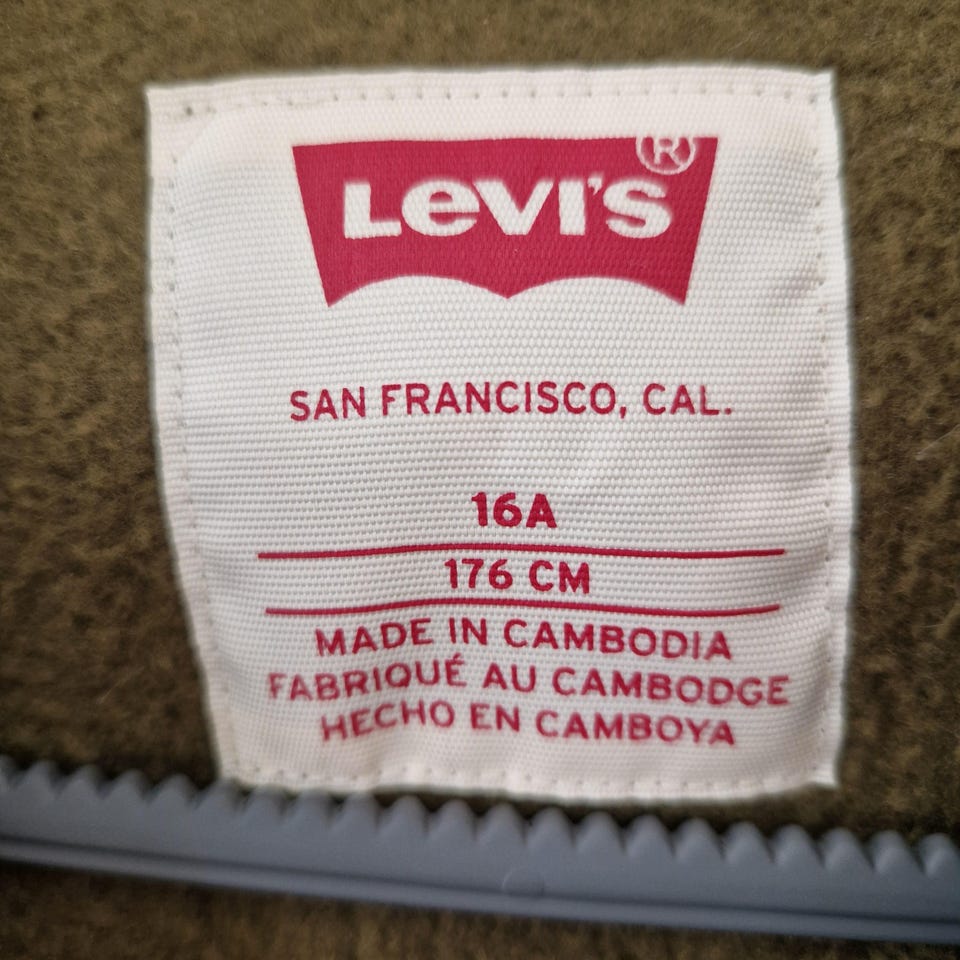 Levi's®
SAN FRANCISCO, CAL.
16A
176 CM
MADE IN CAMBODIA
FABRIQUÉ AU CAMBODGE
HECHO EN CAMBOYA